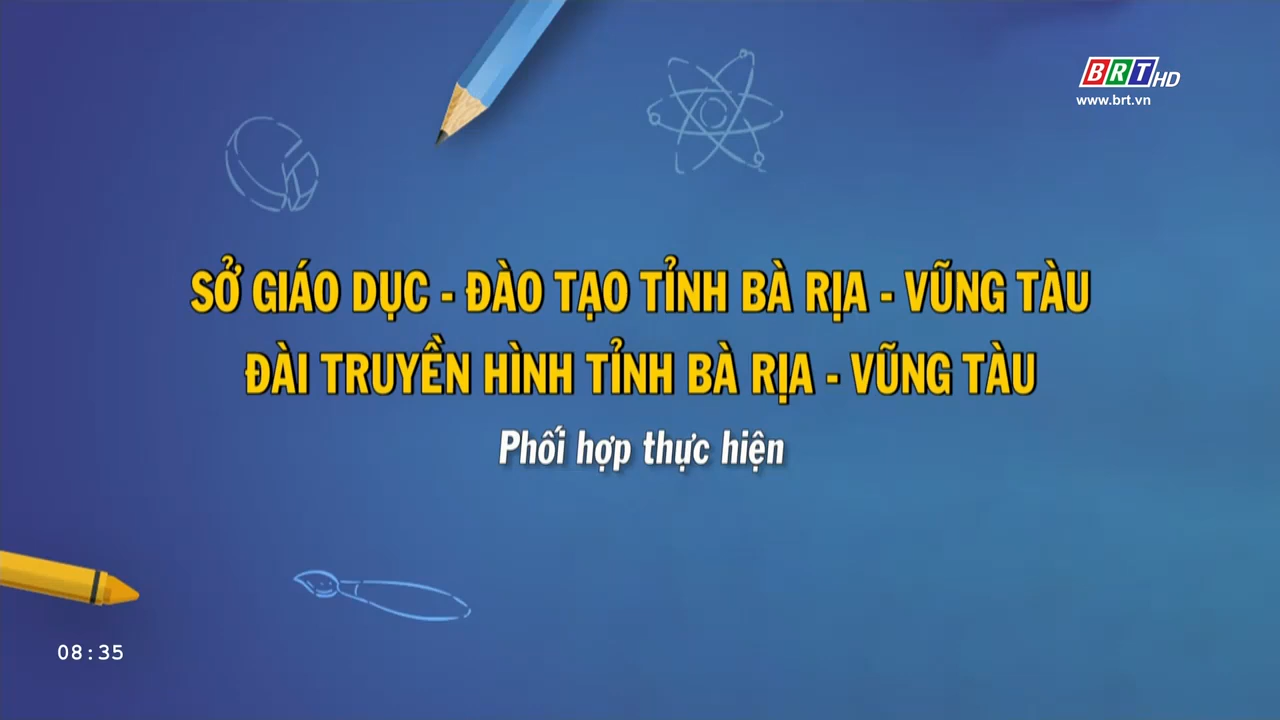 BRT HD
www.brt.vn
SỞ GIÁO DỤC - ĐÀO TẠO TỈNH BÀ RỊA - VŨNG TÀU
ĐÀI TRUYỀN HÌNH TỈNH BÀ RỊA - VŨNG TÀU
Phối hợp thực hiện
08:35